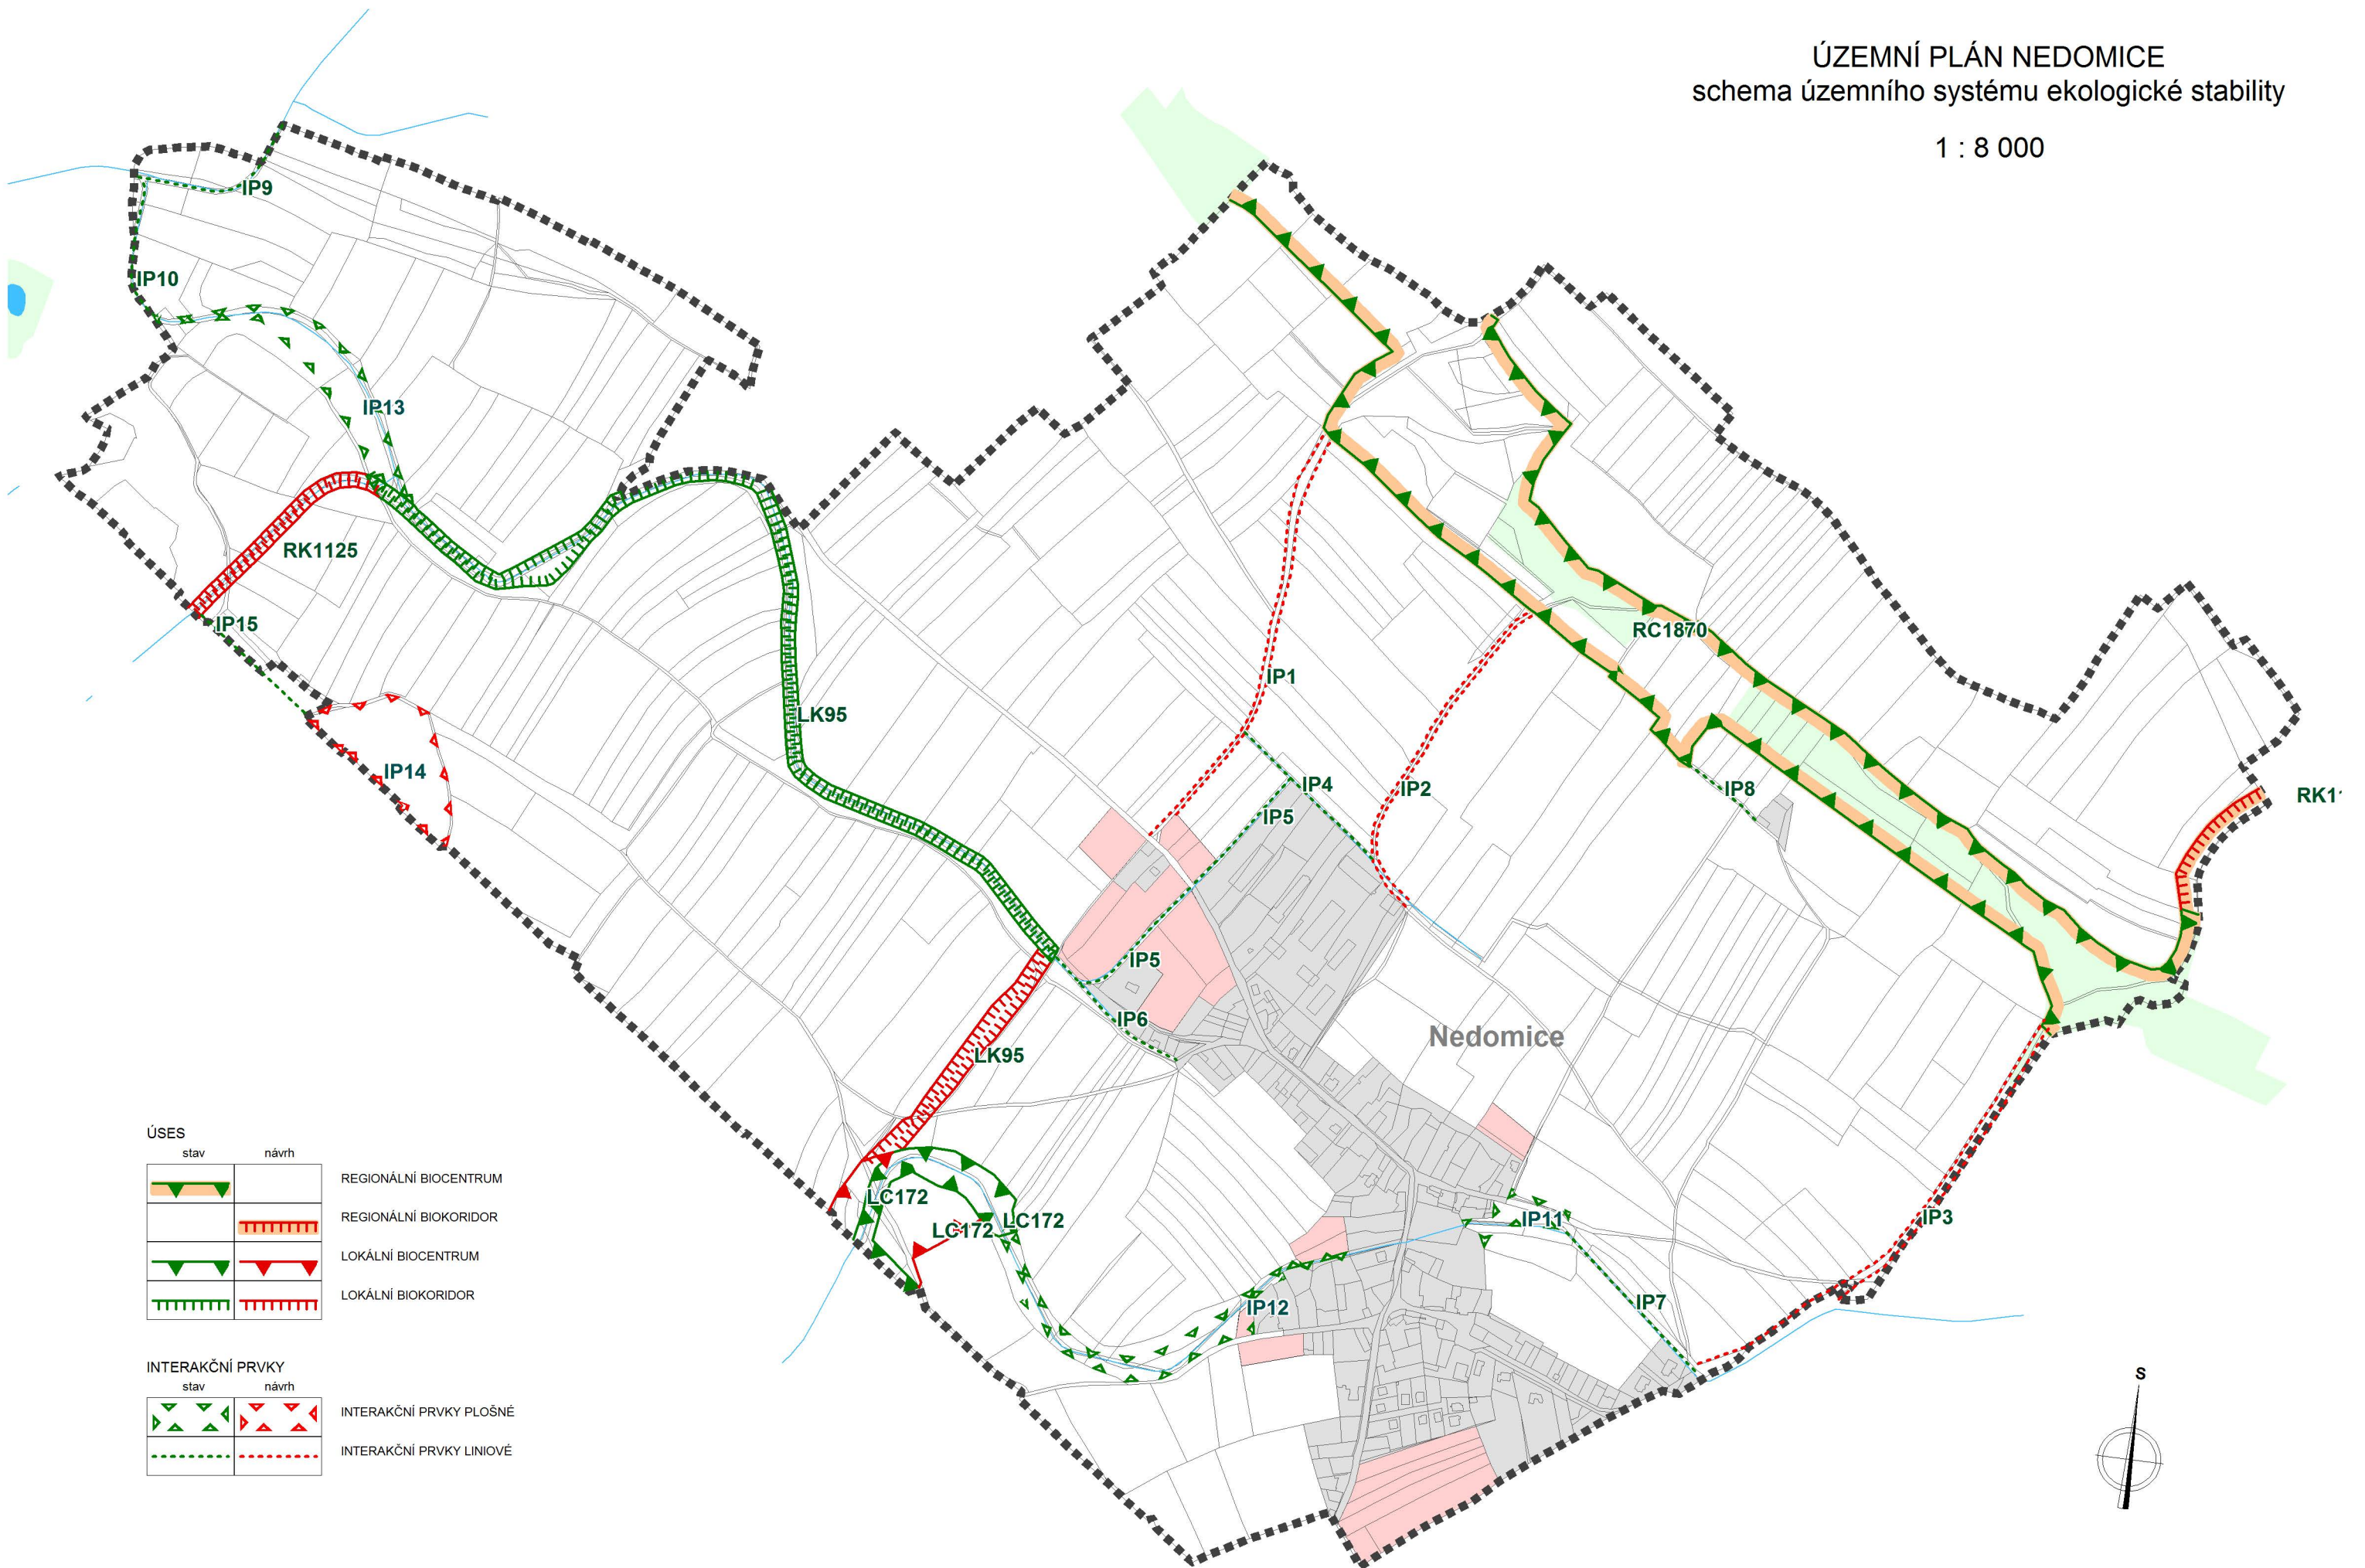 ÚZEMNÍ PLÁN NEDOMICE
schema územního systému ekologické stability
1 : 8 000
IP9
IP10
IP13
RK1125
IP15
IP14
LK95
IP1
IP4
IP2
IP5
RC1870
IP8
RK1
IP5
IP6
LK95
Nedomice
LC172
LC172
LC172
IP11
IP3
IP12
IP7
ÚSES
stav návrh
REGIONÁLNÍ BIOCENTRUM
REGIONÁLNÍ BIOKORIDOR
LOKÁLNÍ BIOCENTRUM
LOKÁLNÍ BIOKORIDOR
INTERAKČNÍ PRVKY
stav návrh
INTERAKČNÍ PRVKY PLOŠNÉ
INTERAKČNÍ PRVKY LINIOVÉ
S